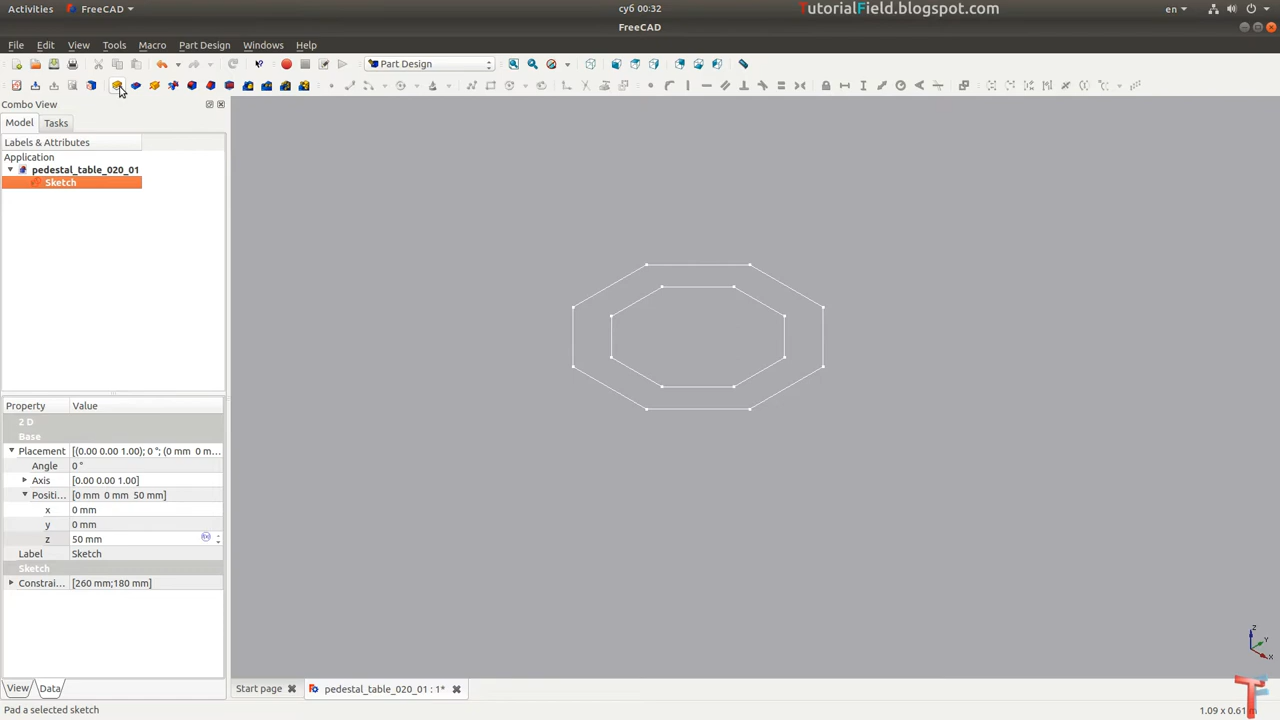 Activities
FreeCAD
суб 00:32
TutorialField.blogspot.com
en
FreeCAD
File Edit View Tools Macro Part Design Windows Help
Part Design
Combo View
Model Tasks
Labels & Attributes
Application
pedestal_table_020_01
Sketch
Property Value
2 D
Base
Placement [(0.00 0.00 1.00); 0 °; (0 mm 0 m...
Angle 0 °
Axis [0.00 0.00 1.00]
Positi... [0 mm 0 mm 50 mm]
x 0 mm
y 0 mm
z 50 mm
Label Sketch
Sketch
Constrai... [260 mm;180 mm]
Z
Y
X
View Data
Start page
pedestal_table_020_01 : 1*
Pad a selected sketch
1.09 x 0.61